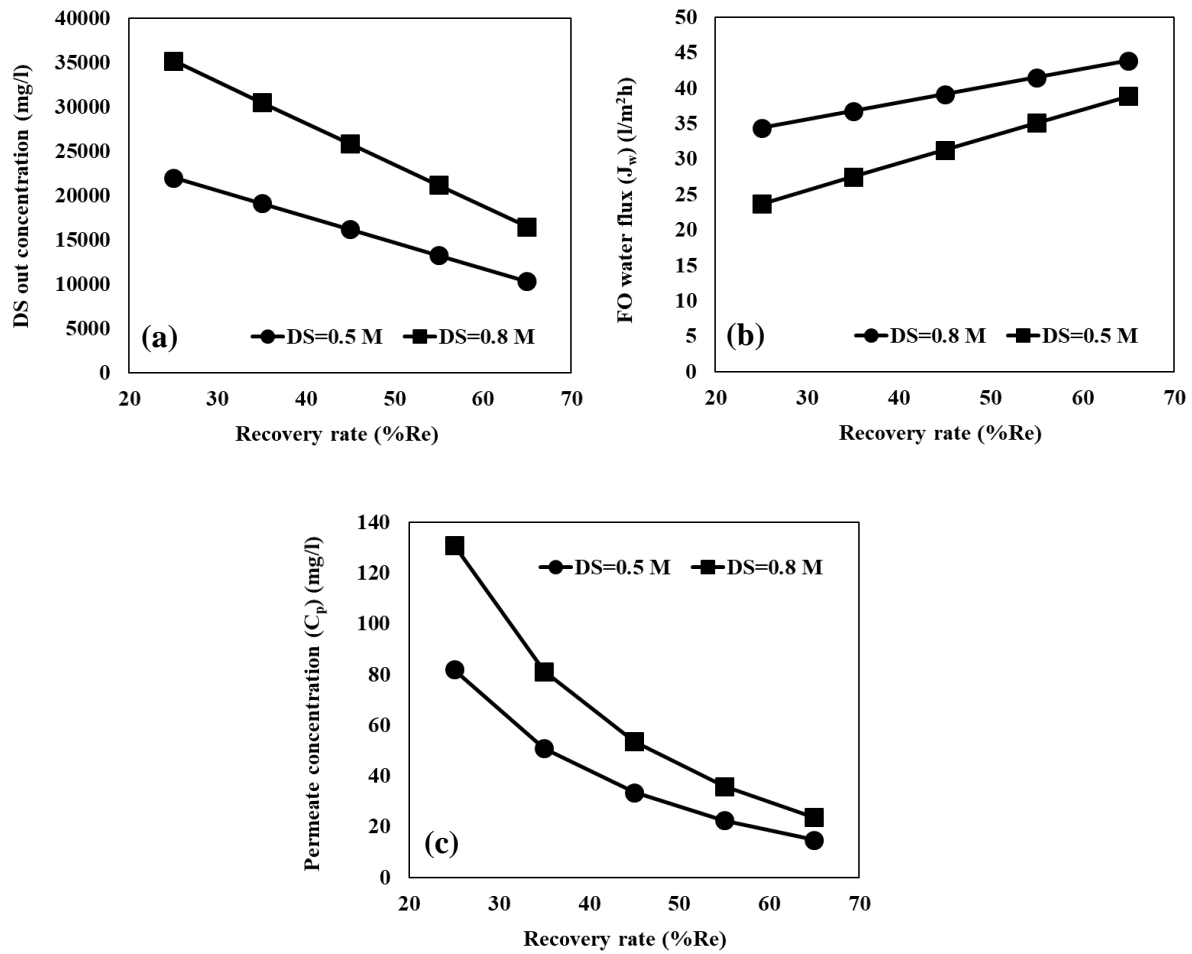 DS out concentration (mg/l)
40000
35000
30000
25000
20000
15000
10000
5000
0
(a)
DS=0.5 M DS=0.8 M
20 30 40 50 60 70
Recovery rate (%Re)
FO water flux (Jw) (l/m²h)
50
45
40
35
30
25
20
15
10
5
0
(b)
DS=0.8 M DS=0.5 M
20 30 40 50 60 70
Recovery rate (%Re)
Permeate concentration (Cp) (mg/l)
140
120
100
80
60
40
20
0
DS=0.5 M DS=0.8 M
(c)
20 30 40 50 60 70
Recovery rate (%Re)